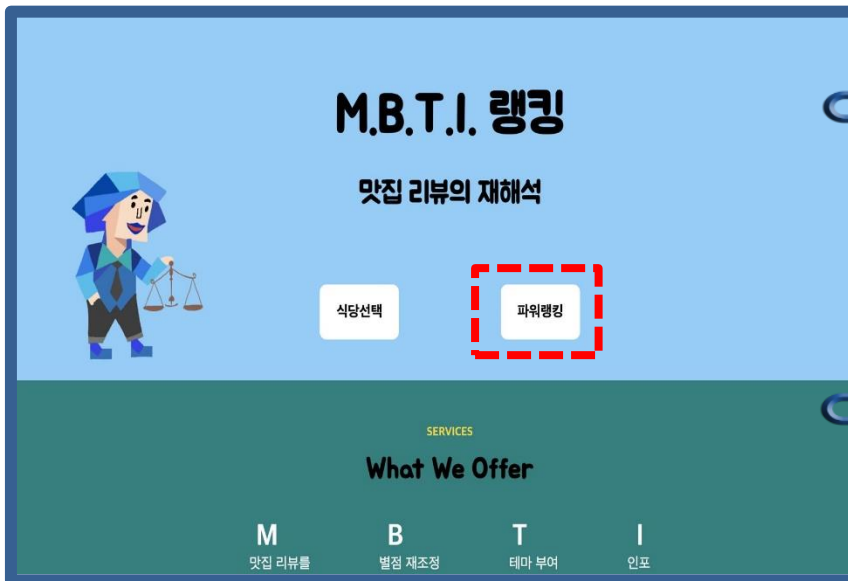 M.B.T.I. 랭킹
맛집 리뷰의 재해석
식당선택 파워랭킹
SERVICES
What We Offer
M B T I
맛집 리뷰를 별점 재조정 테마 부여 인포